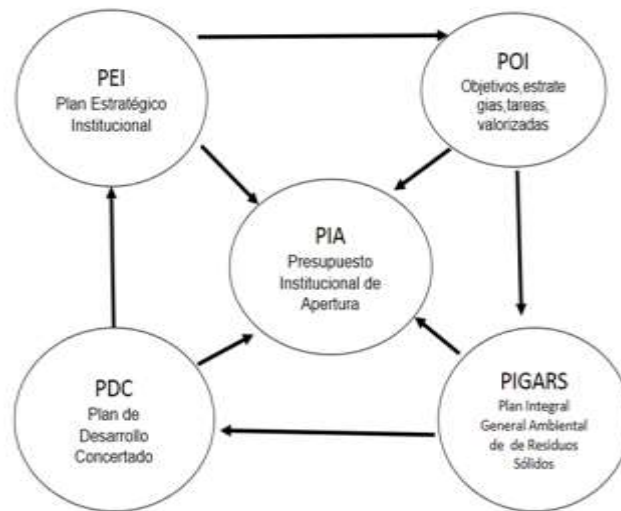 PEI
Plan Estratégico
Institucional
POI
Objetivos,estrate
gias,tareas,
valorizadas
PIA
Presupuesto
Institucional de
Apertura
PDC
Plan de
Desarrollo
Concertado
PIGARS
Plan Integral
General Ambiental
de de Residuos
Sólidos